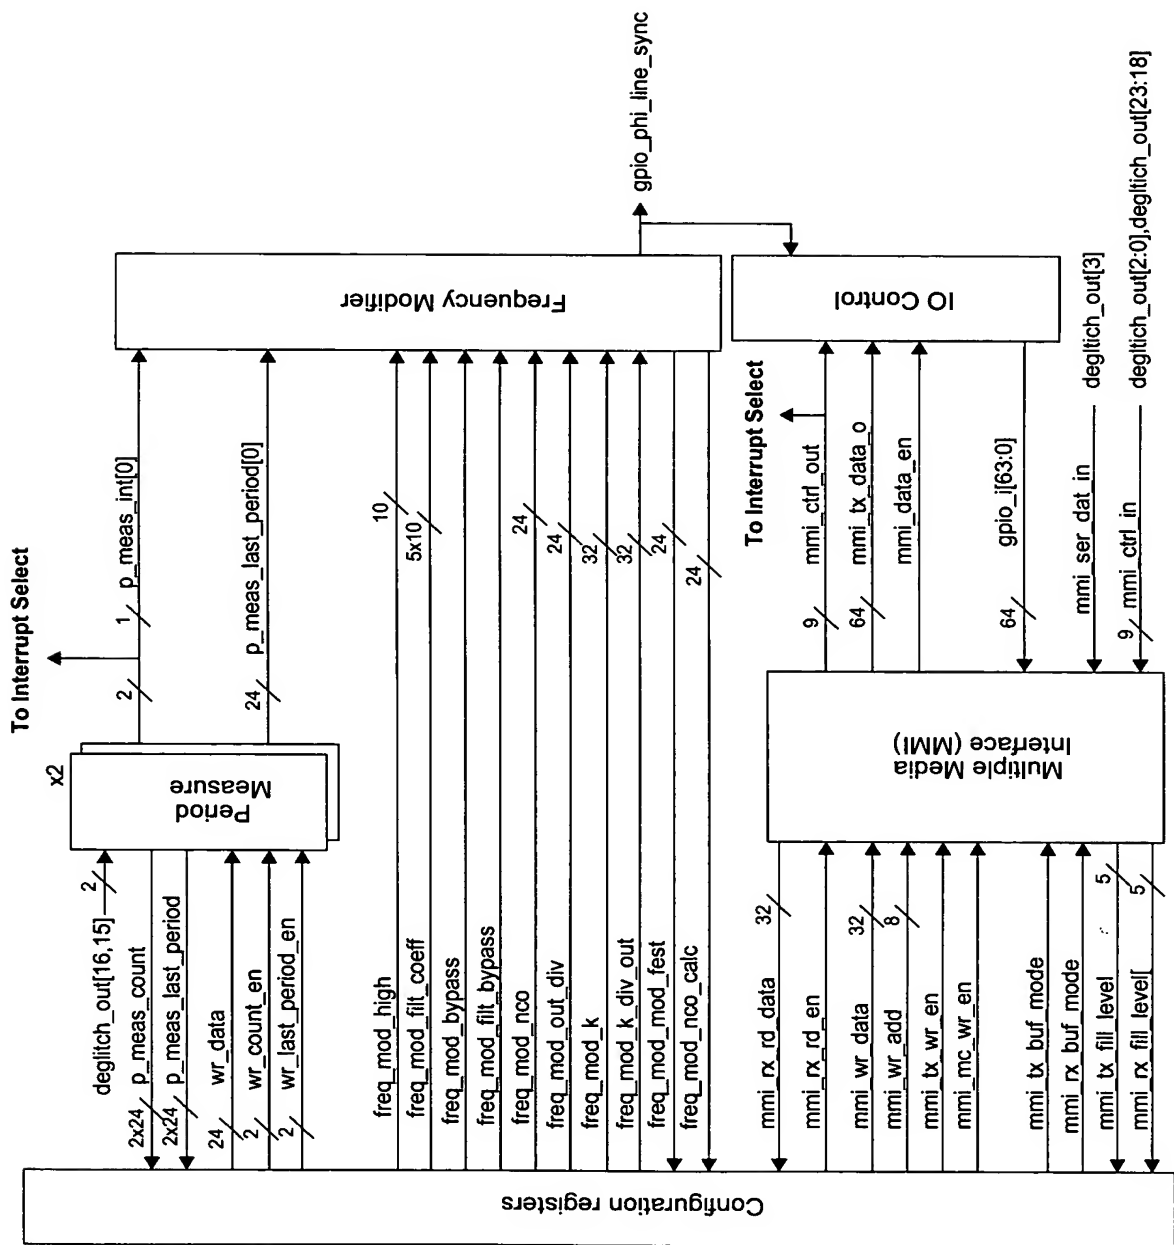 To Interrupt Select
x2
Period
Measure
deglitch_out[16,15]
2
2x24
p_meas_count
2x24
p_meas_last_period
24
wr_data
2
wr_count_en
2
wr_last_period_en
2
1
p_meas_int[0]
24
p_meas_last_period[0]
Frequency Modifier
freq_mod_high
10
freq_mod_filt_coeff
5x10
freq_mod_bypass
freq_mod_filt_bypass
freq_mod_nco
24
freq_mod_out_div
24
freq_mod_k
32
freq_mod_k_div_out
32
freq_mod_mod_fest
24
freq_mod_nco_calc
24
gpio_phi_line_sync
IO Control
To Interrupt Select
9
mmi_ctrl_out
64
mmi_tx_data_o
mmi_data_en
64
gpio_i[63:0]
mmi_ser_dat_in
degltich_out[3]
9
mmi_ctrl_in
degltich_out[2:0],degltich_out[23:18]
Multiple Media
Interface (MMI)
mmi_rx_rd_data
32
mmi_rx_rd_en
mmi_wr_data
32
mmi_wr_add
8
mmi_tx_wr_en
mmi_mc_wr_en
mmi_tx_buf_mode
mmi_rx_buf_mode
mmi_tx_fill_level
5
mmi_rx_fill_level[
5
Configuration registers